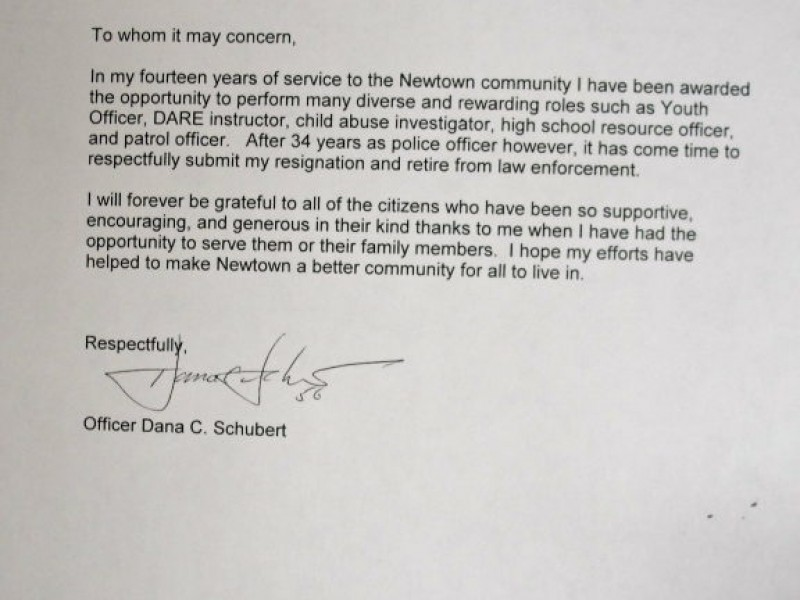 To whom it may concern,
In my fourteen years of service to the Newtown community I have been awarded
the opportunity to perform many diverse and rewarding roles such as Youth
Officer, DARE instructor, child abuse investigator, high school resource officer,
and patrol officer. After 34 years as police officer however, it has come time to
respectfully submit my resignation and retire from law enforcement.
I will forever be grateful to all of the citizens who have been so supportive,
encouraging, and generous in their kind thanks to me when I have had the
opportunity to serve them or their family members. I hope my efforts have
helped to make Newtown a better community for all to live in.
Respectfully,
56
Officer Dana C. Schubert